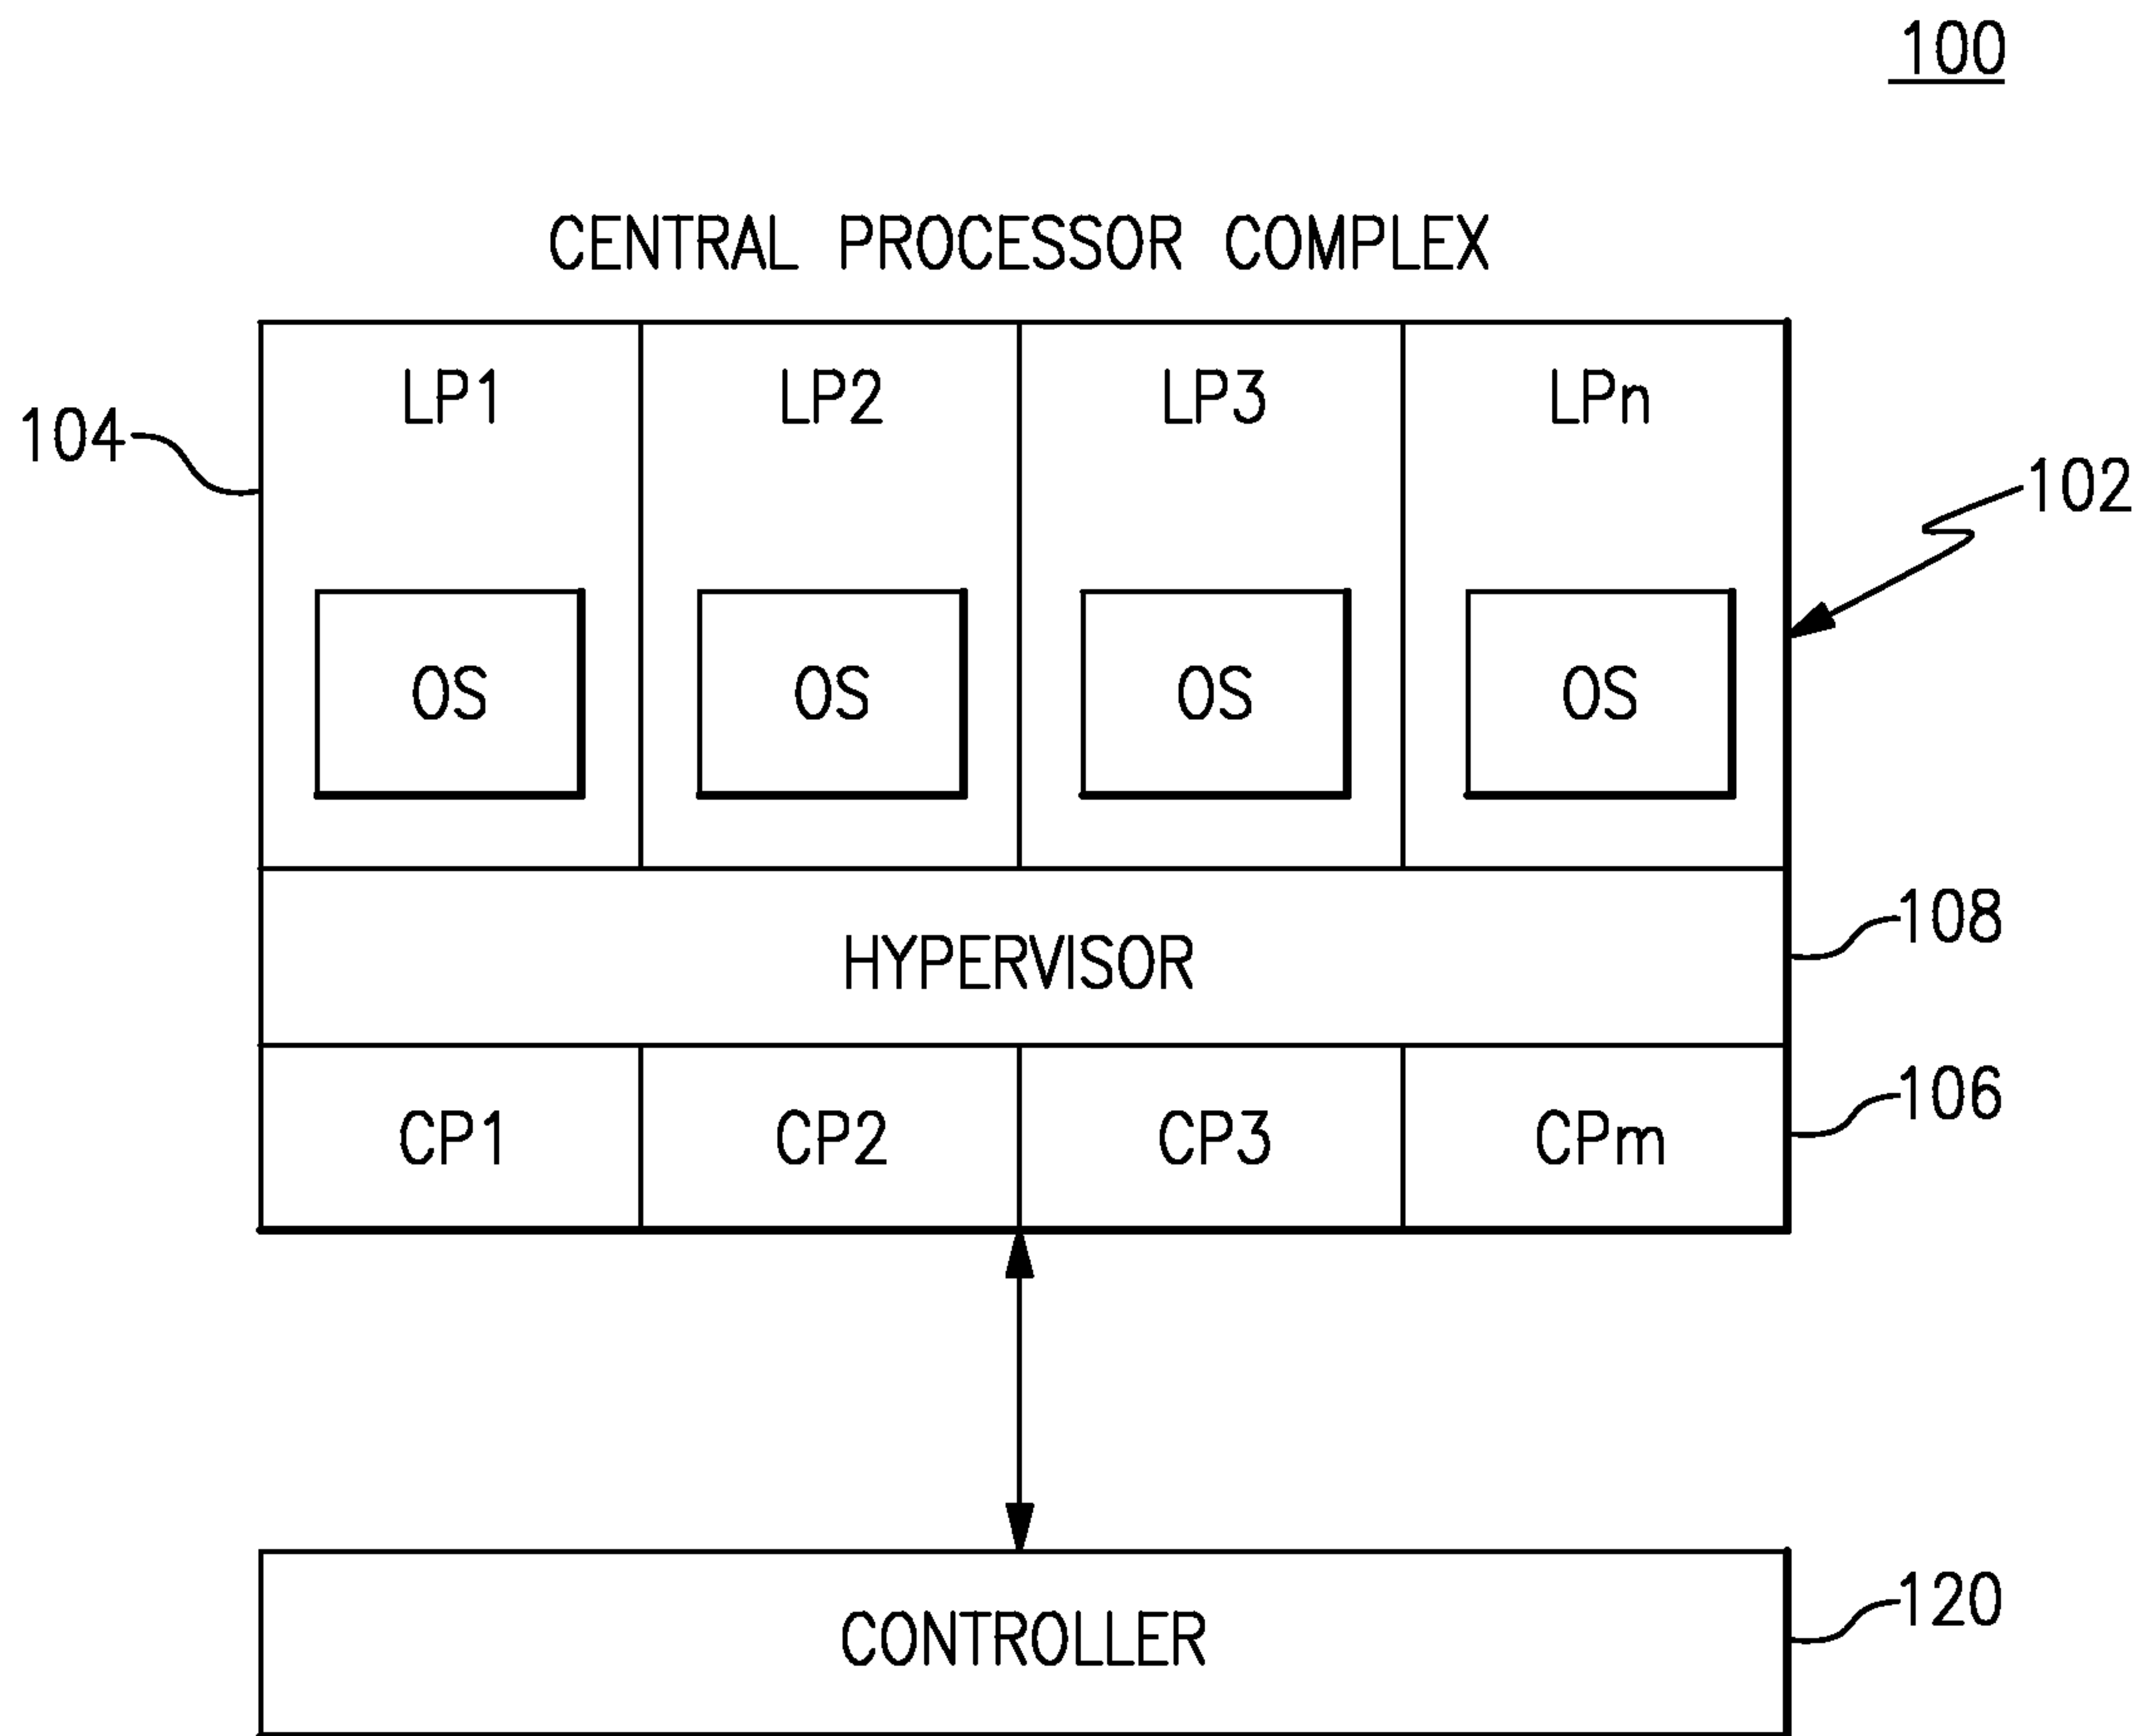 100
CENTRAL PROCESSOR COMPLEX
LP1 LP2 LP3 LPn
104
102
OS OS OS OS
108
HYPERVISOR
106
CP1 CP2 CP3 CPm
120
CONTROLLER